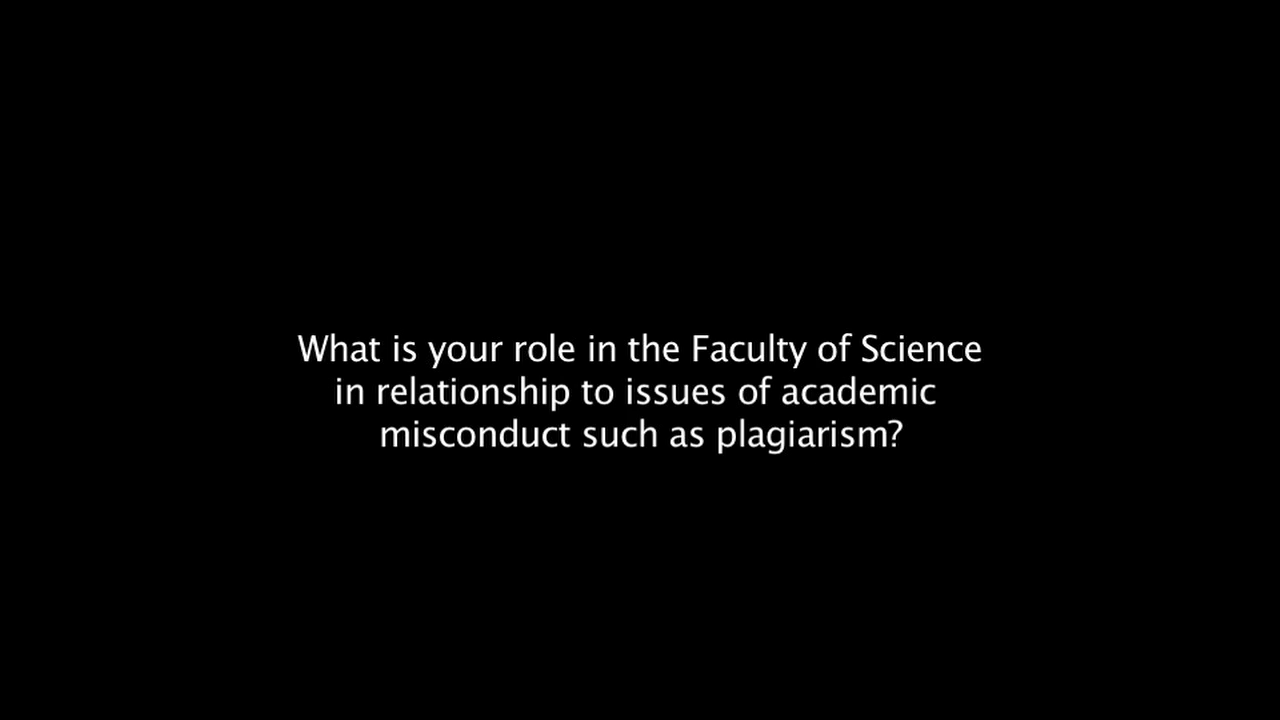 What is your role in the Faculty of Science
in relationship to issues of academic
misconduct such as plagiarism?